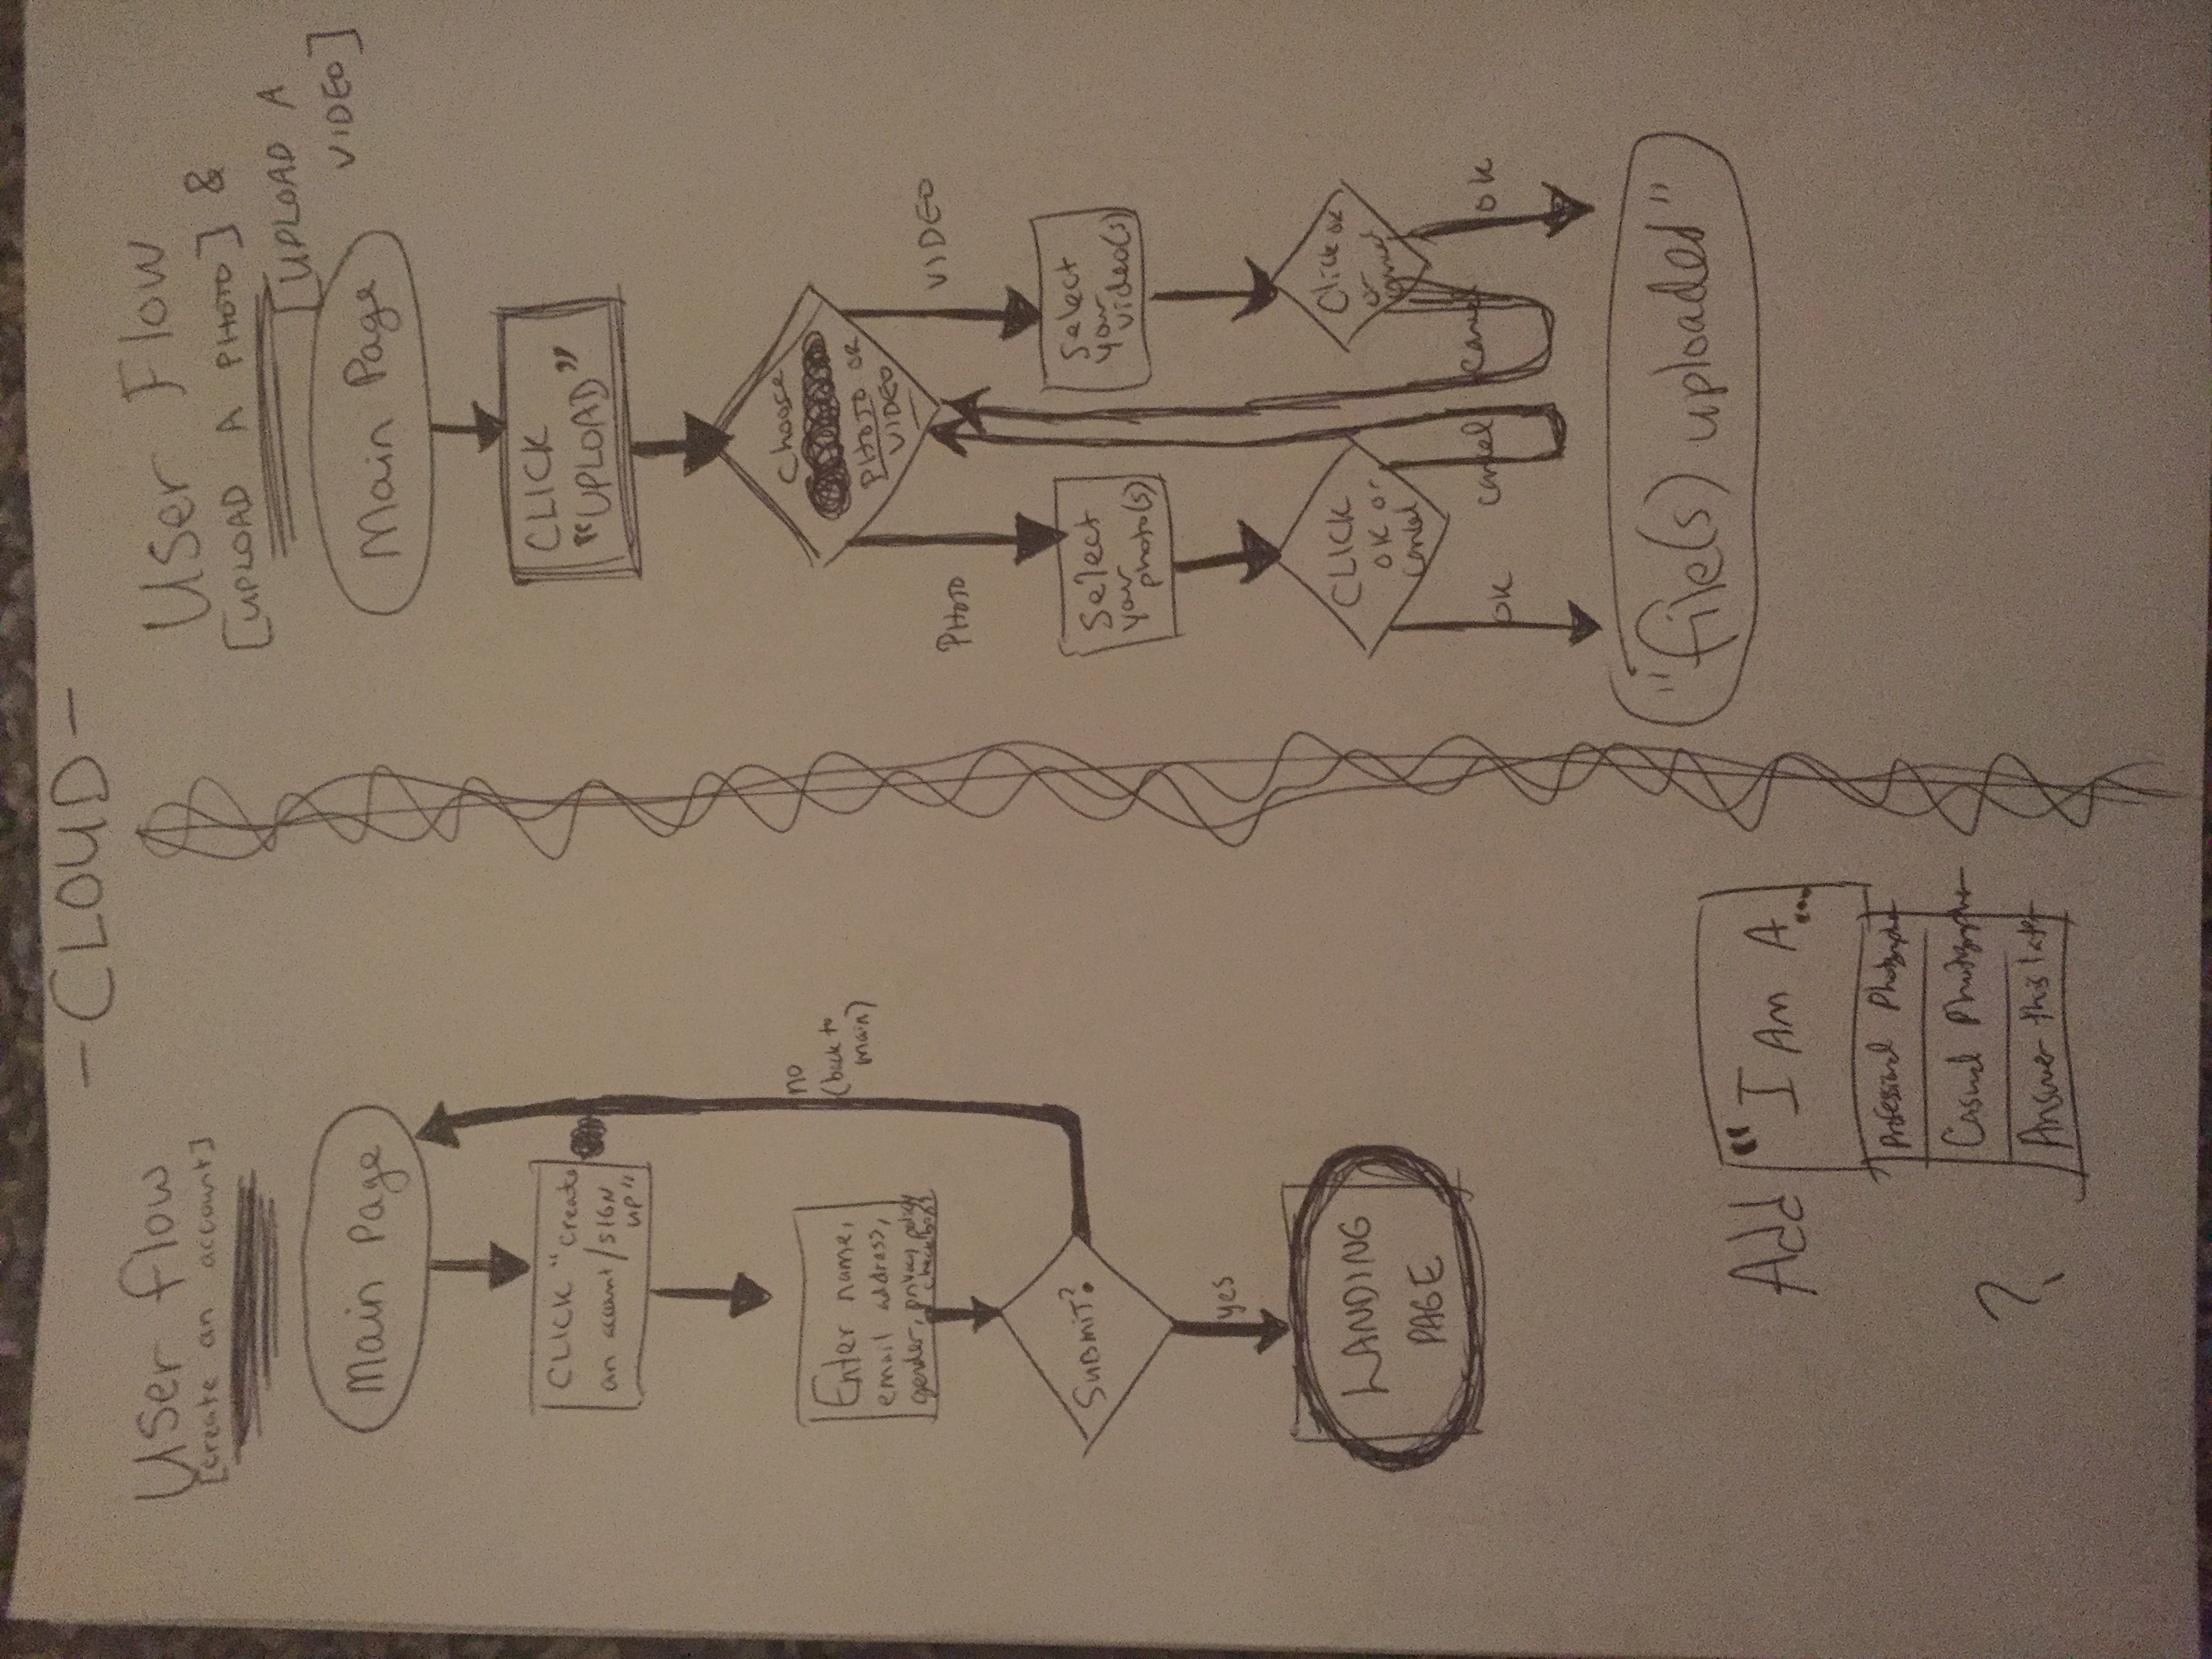 - CLOUD -
User flow
[create an account]
Main Page
CLICK "create
an account/SIGN
UP"
Enter name,
email address,
gender, privacy policy
checkbox
no
(back to
main)
SUBMIT?
yes
LANDING
PAGE
Add
"I AM A...
Professional Photographer
Casual Photographer
Answer this later
?
User Flow
[UPLOAD A PHOTO] &
[UPLOAD A
VIDEO]
Main Page
CLICK
"UPLOAD"
Choose
PHOTO OR
VIDEO
PHOTO
VIDEO
Select
your
photo(s)
Select
your
video(s)
CLICK
OK or
cancel
Click ok
or
cancel
OK
cancel
cancel
OK
"file(s) uploaded"